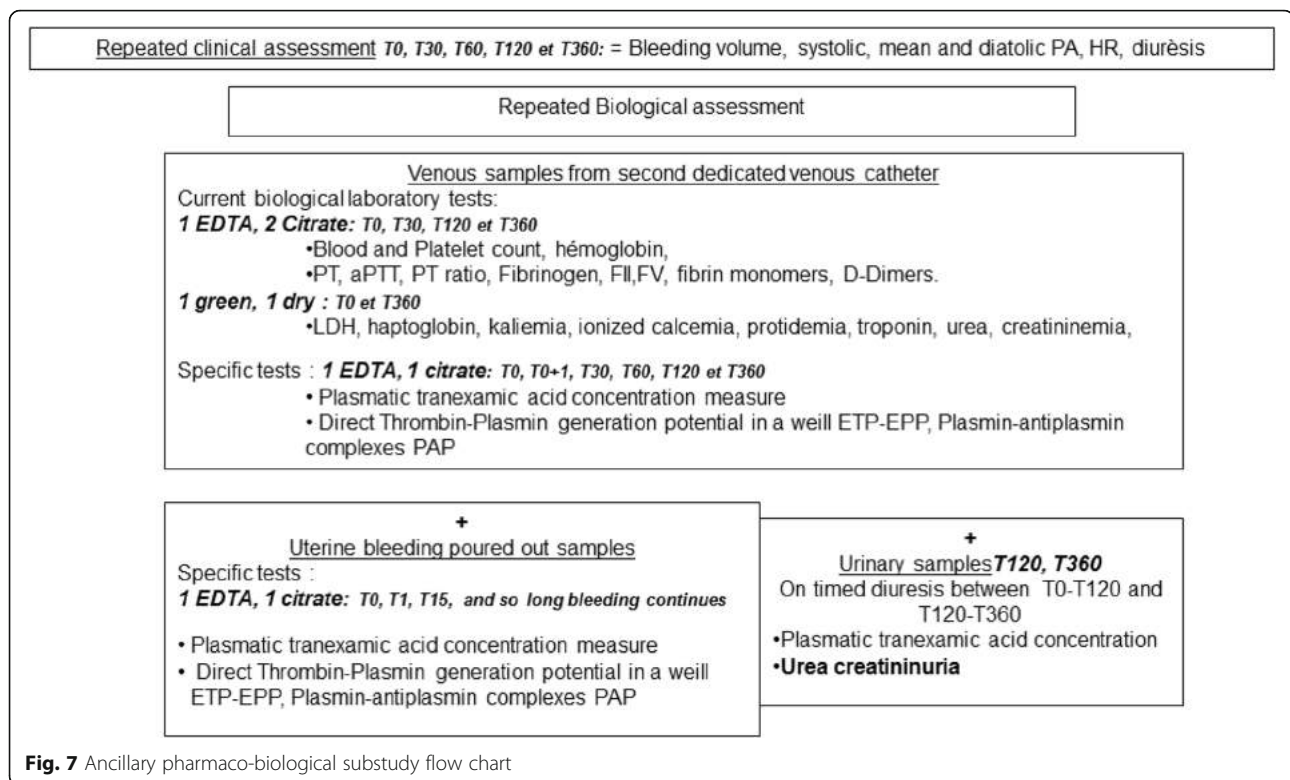 Repeated clinical assessment T0, T30, T60, T120 et T360: = Bleeding volume, systolic, mean and diatolic PA, HR, diurèsis
Repeated Biological assessment
Venous samples from second dedicated venous catheter
Current biological laboratory tests:
1 EDTA, 2 Citrate: T0, T30, T120 et T360
•Blood and Platelet count, hémoglobin,
•PT, aPTT, PT ratio, Fibrinogen, FII,FV, fibrin monomers, D-Dimers.
1 green, 1 dry : T0 et T360
•LDH, haptoglobin, kaliemia, ionized calcemia, protidemia, troponin, urea, creatininemia,
Specific tests : 1 EDTA, 1 citrate: T0, T0+1, T30, T60, T120 et T360
• Plasmatic tranexamic acid concentration measure
• Direct Thrombin-Plasmin generation potential in a weill ETP-EPP, Plasmin-antiplasmin
complexes PAP
+
Uterine bleeding poured out samples
Specific tests :
1 EDTA, 1 citrate: T0, T1, T15, and so long bleeding continues
• Plasmatic tranexamic acid concentration measure
• Direct Thrombin-Plasmin generation potential in a weill
ETP-EPP, Plasmin-antiplasmin complexes PAP
+
Urinary samples T120, T360
On timed diuresis between T0-T120 and
T120-T360
•Plasmatic tranexamic acid concentration
•Urea creatininuria
Fig. 7 Ancillary pharmaco-biological substudy flow chart